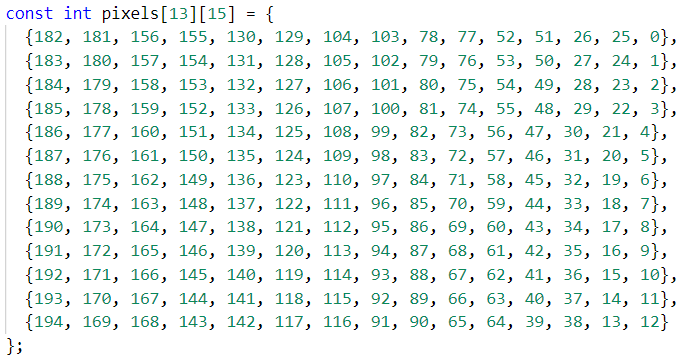 const int pixels[13][15] = {
{182, 181, 156, 155, 130, 129, 104, 103, 78, 77, 52, 51, 26, 25, 0},
{183, 180, 157, 154, 131, 128, 105, 102, 79, 76, 53, 50, 27, 24, 1},
{184, 179, 158, 153, 132, 127, 106, 101, 80, 75, 54, 49, 28, 23, 2},
{185, 178, 159, 152, 133, 126, 107, 100, 81, 74, 55, 48, 29, 22, 3},
{186, 177, 160, 151, 134, 125, 108, 99, 82, 73, 56, 47, 30, 21, 4},
{187, 176, 161, 150, 135, 124, 109, 98, 83, 72, 57, 46, 31, 20, 5},
{188, 175, 162, 149, 136, 123, 110, 97, 84, 71, 58, 45, 32, 19, 6},
{189, 174, 163, 148, 137, 122, 111, 96, 85, 70, 59, 44, 33, 18, 7},
{190, 173, 164, 147, 138, 121, 112, 95, 86, 69, 60, 43, 34, 17, 8},
{191, 172, 165, 146, 139, 120, 113, 94, 87, 68, 61, 42, 35, 16, 9},
{192, 171, 166, 145, 140, 119, 114, 93, 88, 67, 62, 41, 36, 15, 10},
{193, 170, 167, 144, 141, 118, 115, 92, 89, 66, 63, 40, 37, 14, 11},
{194, 169, 168, 143, 142, 117, 116, 91, 90, 65, 64, 39, 38, 13, 12}
};